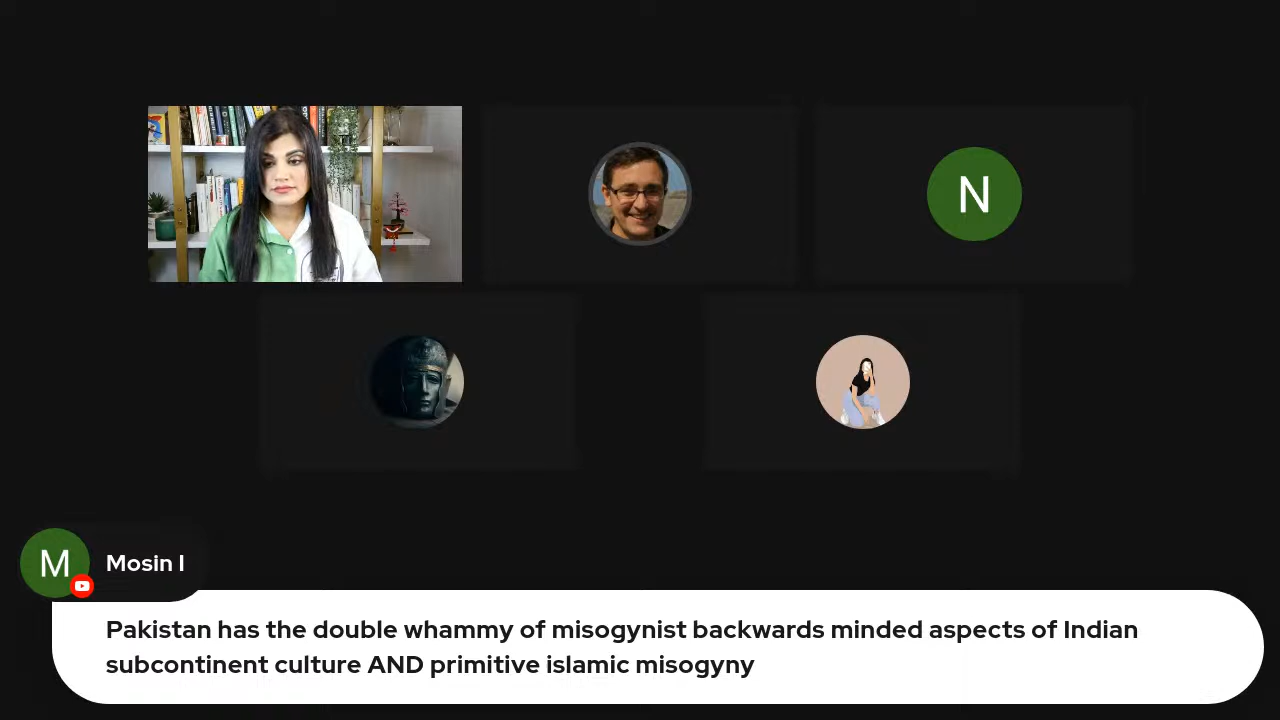 N
M
Mosin I
Pakistan has the double whammy of misogynist backwards minded aspects of Indian
subcontinent culture AND primitive islamic misogyny